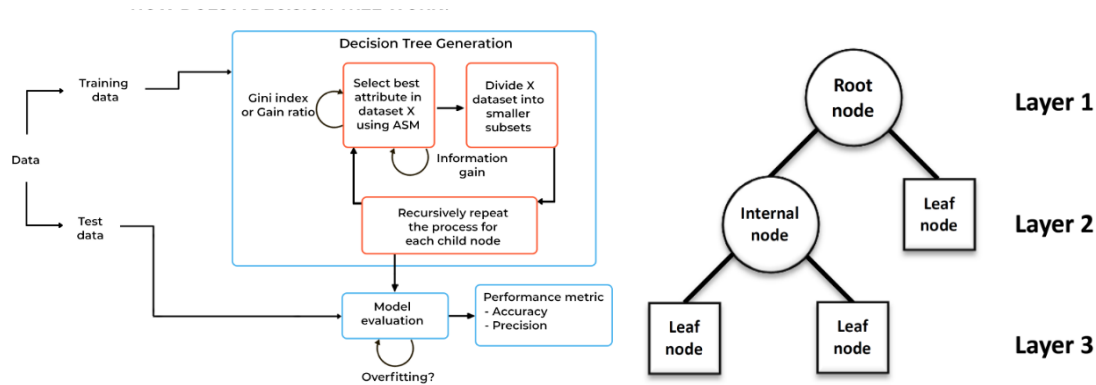 Decision Tree Generation
Training
data
Gini index
or Gain ratio
Select best
attribute in
dataset X
using ASM
Divide X
dataset into
smaller
subsets
Data
Information
gain
Test
data
Recursively repeat
the process for
each child node
Model
evaluation
Performance metric
- Accuracy
- Precision
Overfitting?
Root
node
Layer 1
Internal
node
Leaf
node
Layer 2
Leaf
node
Leaf
node
Layer 3